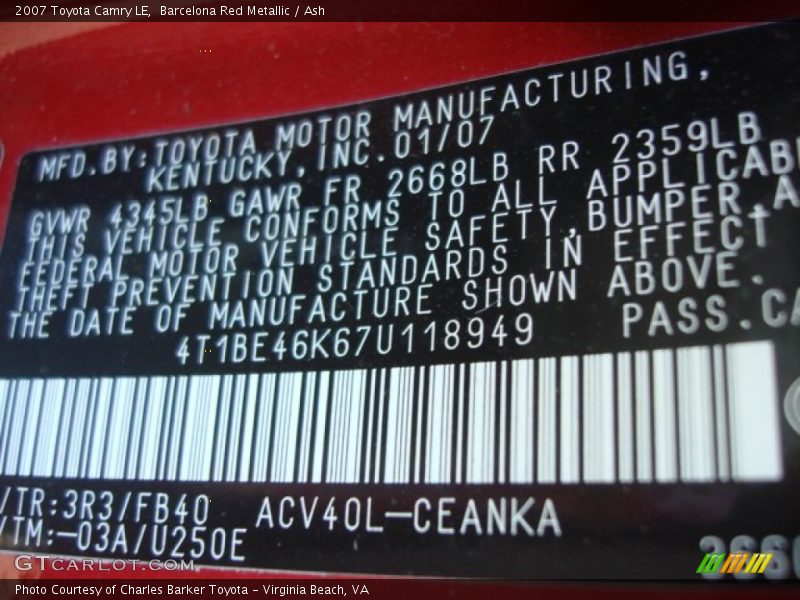 2007 Toyota Camry LE, Barcelona Red Metallic / Ash
MFD.BY:TOYOTA MOTOR MANUFACTURING,
KENTUCKY,INC.01/07
GVWR 4345LB GAWR FR 2668LB RR 2359LB
THIS VEHICLE CONFORMS TO ALL APPLICABL
FEDERAL MOTOR VEHICLE SAFETY,BUMPER,A
THEFT PREVENTION STANDARDS IN EFFECT
THE DATE OF MANUFACTURE SHOWN ABOVE.
4T1BE46K67U118949 PASS.CA
/TR:3R3/FB40 ACV40L-CEANKA
/TM:-03A/U250E
GTCARLOT.COM
Photo Courtesy of Charles Barker Toyota - Virginia Beach, VA